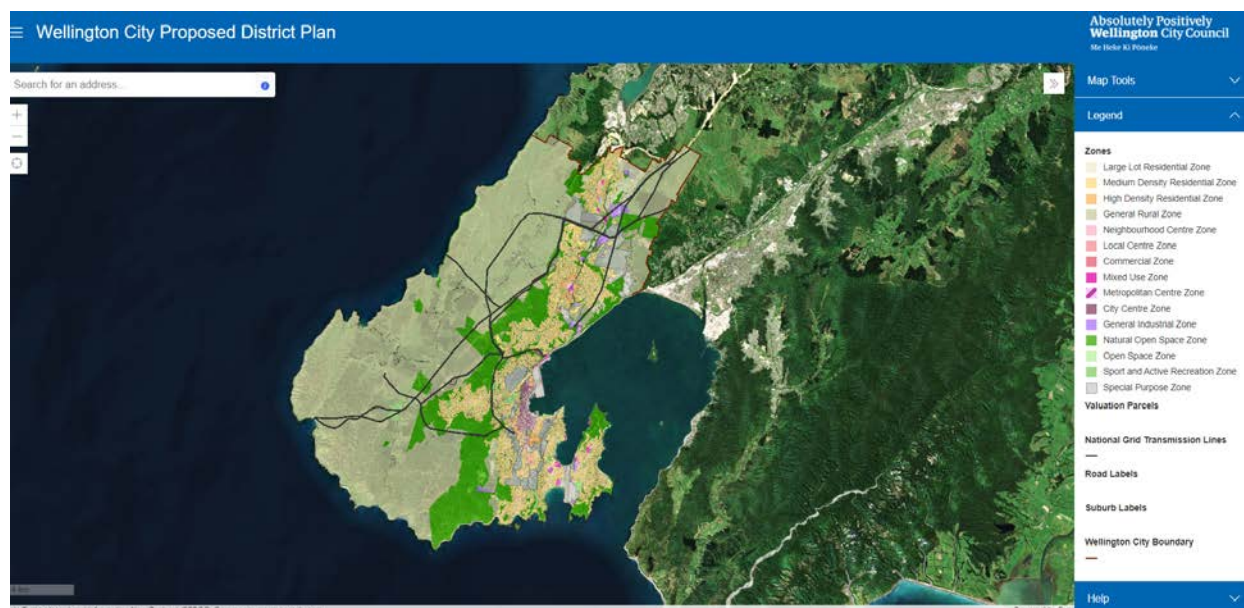 Wellington City Proposed District Plan
Absolutely Positively
Wellington City Council
Me Heke Ki Pōneke
Search for an address...
Map Tools
Legend
Zones
Large Lot Residential Zone
Medium Density Residential Zone
High Density Residential Zone
General Rural Zone
Neighbourhood Centre Zone
Local Centre Zone
Commercial Zone
Mixed Use Zone
Metropolitan Centre Zone
City Centre Zone
General Industrial Zone
Natural Open Space Zone
Open Space Zone
Sport and Active Recreation Zone
Special Purpose Zone
Valuation Parcels
National Grid Transmission Lines
Road Labels
Suburb Labels
Wellington City Boundary
Help